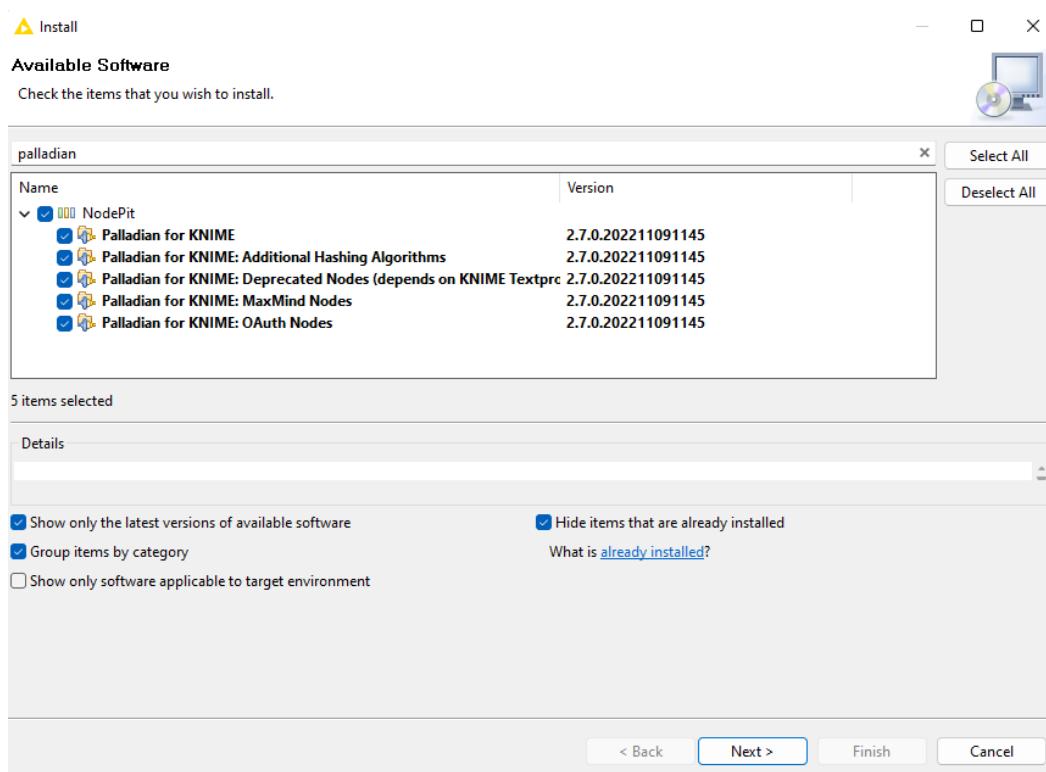 Install
Available Software
Check the items that you wish to install.
palladian
Select All
Name Version
Deselect All
NodePit
Palladian for KNIME 2.7.0.202211091145
Palladian for KNIME: Additional Hashing Algorithms 2.7.0.202211091145
Palladian for KNIME: Deprecated Nodes (depends on KNIME Textprc 2.7.0.202211091145
Palladian for KNIME: MaxMind Nodes 2.7.0.202211091145
Palladian for KNIME: OAuth Nodes 2.7.0.202211091145
5 items selected
Details
Show only the latest versions of available software Hide items that are already installed
Group items by category What is already installed?
Show only software applicable to target environment
< Back Next > Finish Cancel